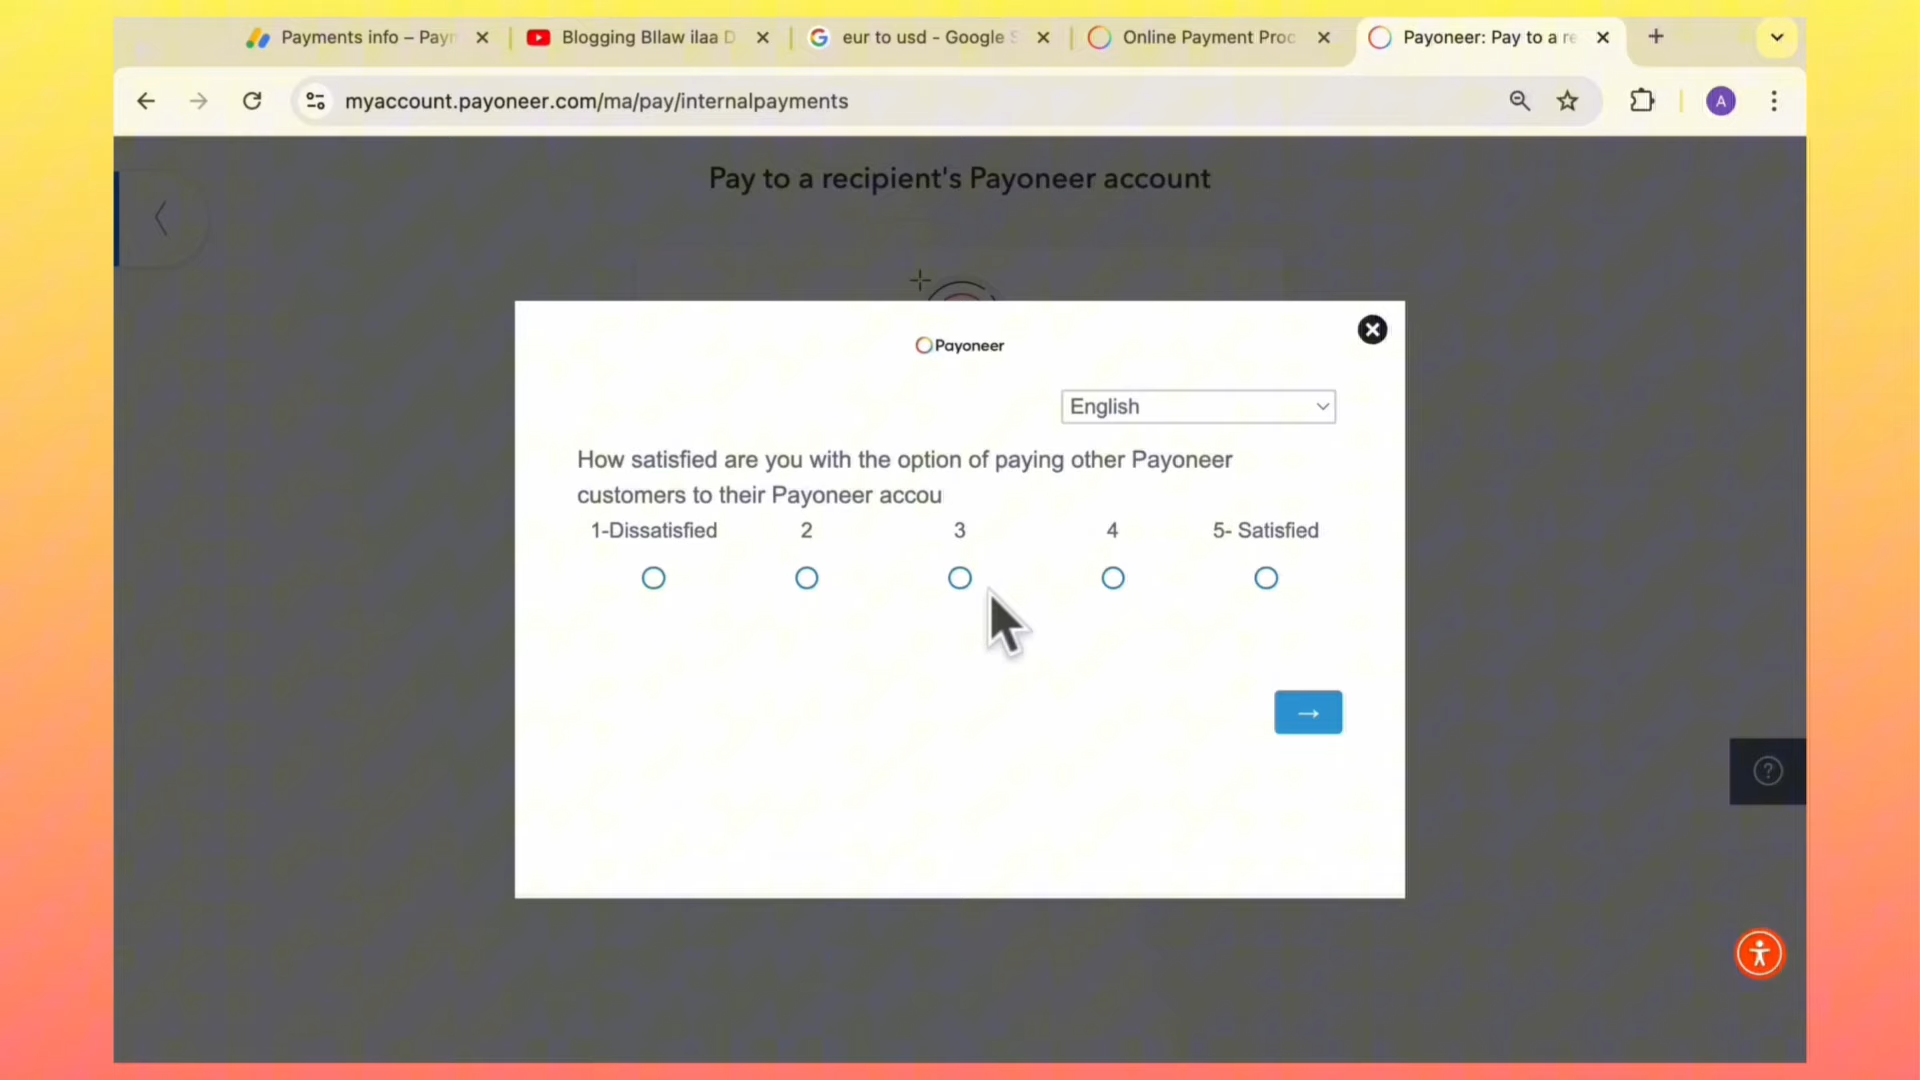 Payments info – Payn
Blogging Bllaw ilaa D
eur to usd - Google S
Online Payment Proc
Payoneer: Pay to a re
myaccount.payoneer.com/ma/pay/internalpayments
A
Pay to a recipient's Payoneer account
Payoneer
English
How satisfied are you with the option of paying other Payoneer
customers to their Payoneer accou
1-Dissatisfied 2 3 4 5- Satisfied